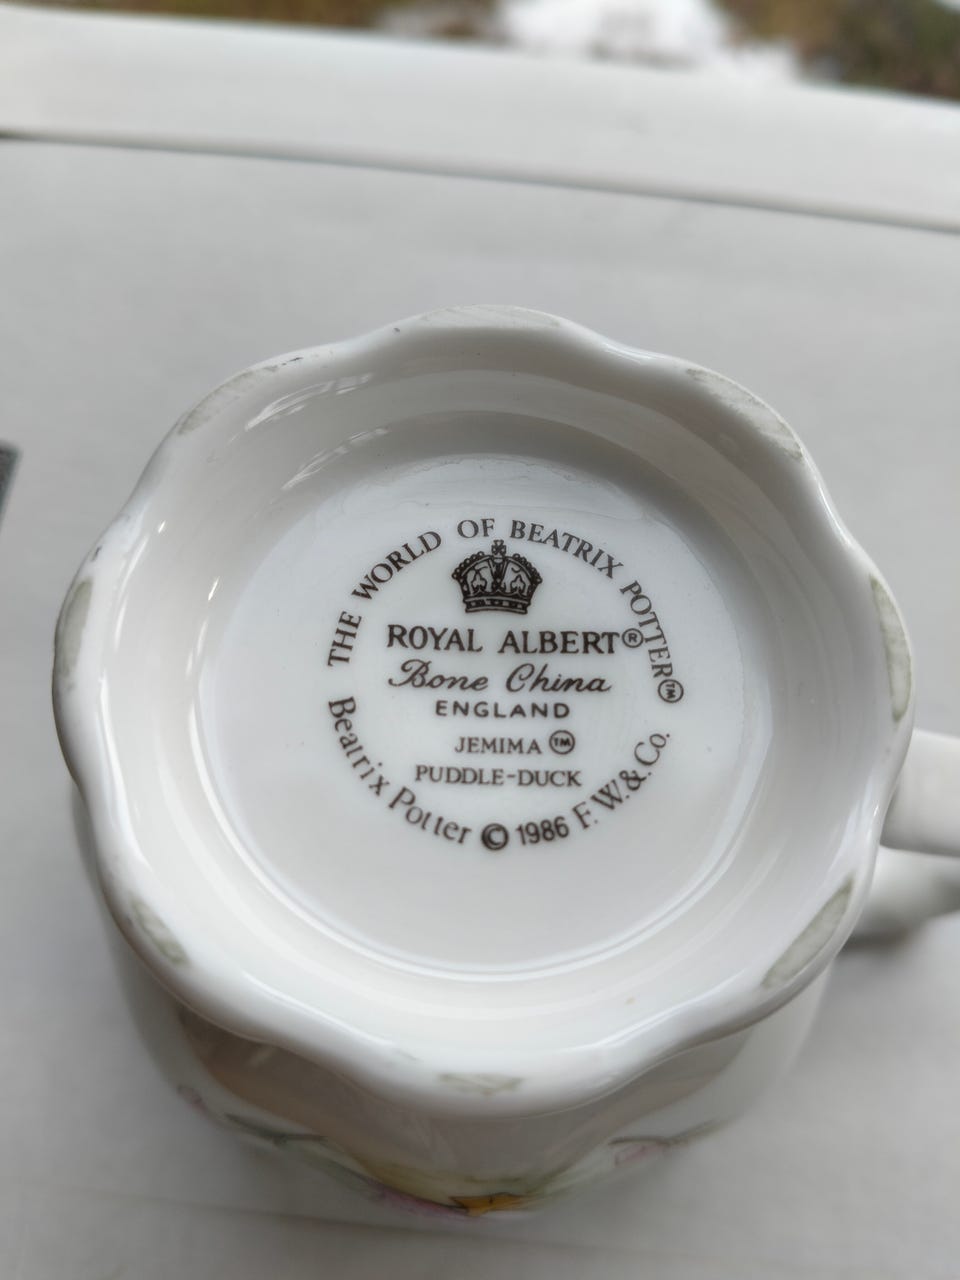 THE WORLD OF BEATRIX POTTER™
ROYAL ALBERT®
Bone China
ENGLAND
JEMIMA™
PUDDLE-DUCK
Beatrix Potter © 1986 F.W.&Co.